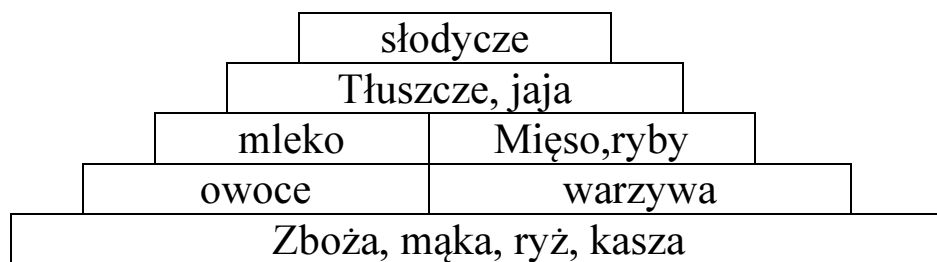 słodycze
Tłuszcze, jaja
mleko Mięso,ryby
owoce warzywa
Zboża, mąka, ryż, kasza